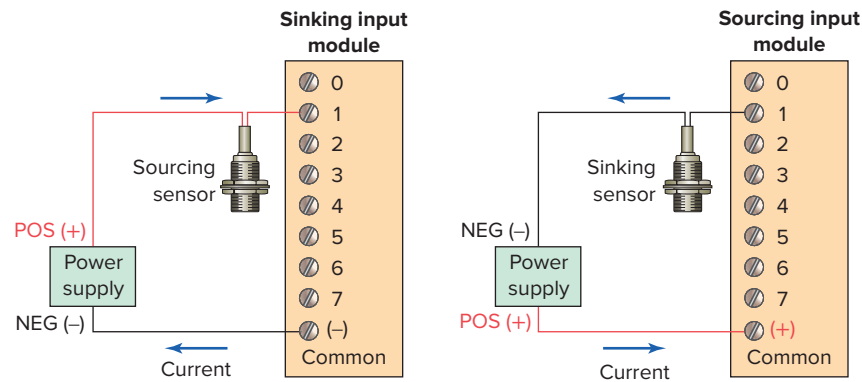 Sinking input
module
0
1
2
3
4
5
6
7
(–)
Common
Sourcing
sensor
POS (+)
Power
supply
NEG (–)
Current
Sourcing input
module
0
1
2
3
4
5
6
7
(+)
Common
Sinking
sensor
NEG (–)
Power
supply
POS (+)
Current